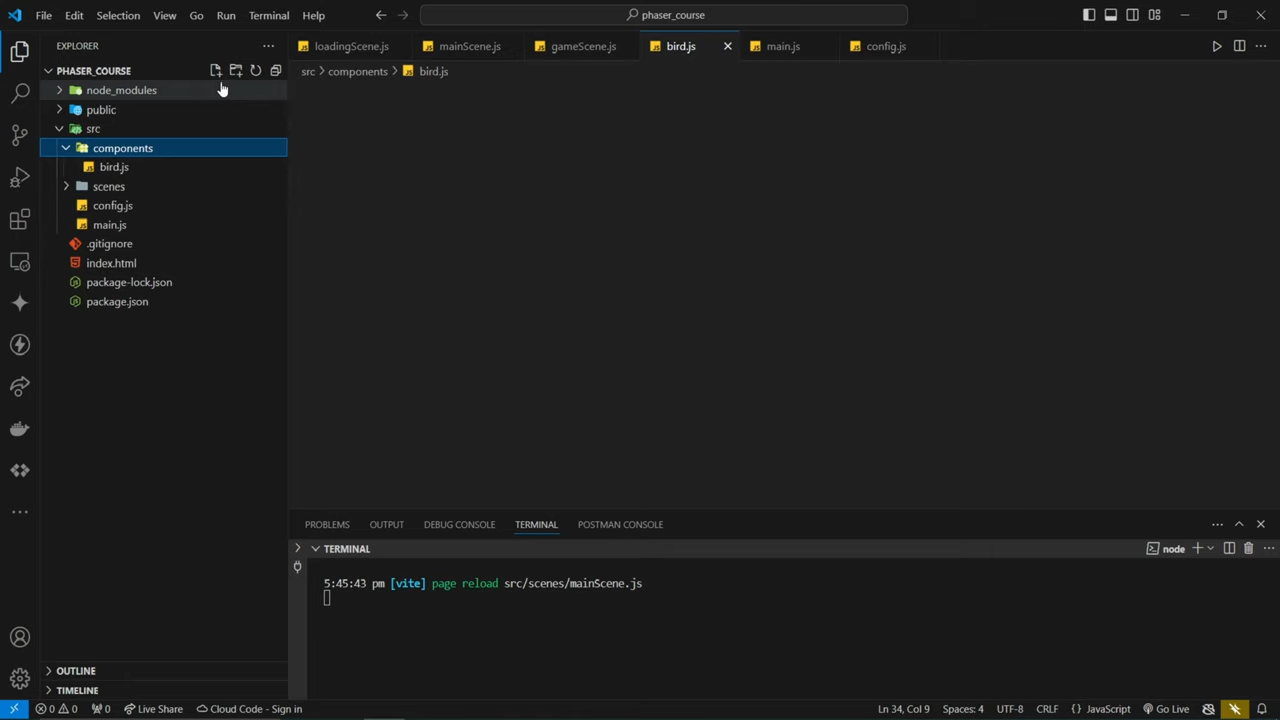 File Edit Selection View Go Run Terminal Help
phaser_course
EXPLORER
loadingScene.js mainScene.js gameScene.js bird.js main.js config.js
PHASER_COURSE
src > components > bird.js
node_modules
public
src
components
bird.js
scenes
config.js
main.js
.gitignore
index.html
package-lock.json
package.json
PROBLEMS OUTPUT DEBUG CONSOLE TERMINAL POSTMAN CONSOLE
TERMINAL
node
5:45:43 pm [vite] page reload src/scenes/mainScene.js
OUTLINE
TIMELINE
0 0 0 Live Share Cloud Code - Sign in Ln 34, Col 9 Spaces: 4 UTF-8 CRLF {} JavaScript Go Live